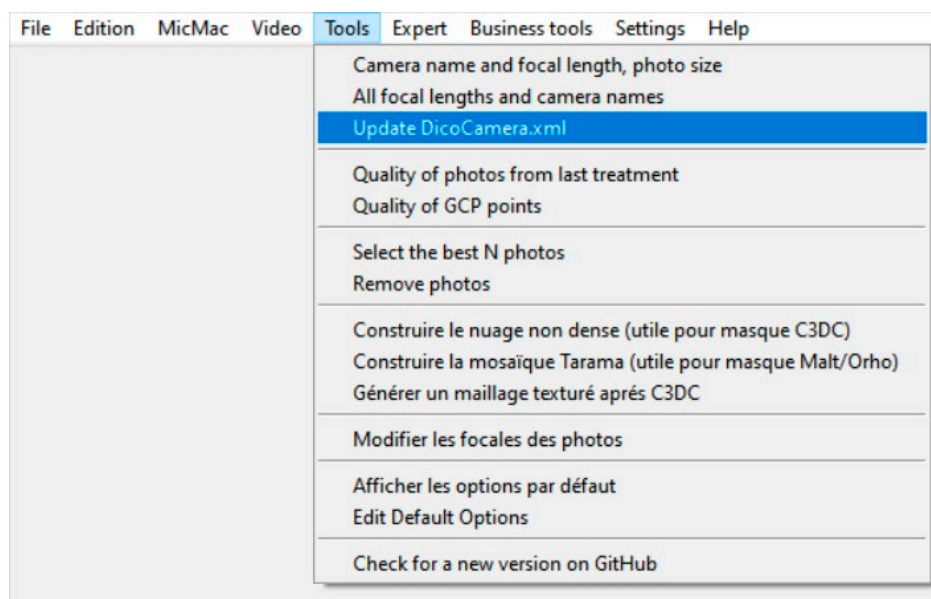 File Edition MicMac Video Tools Expert Business tools Settings Help
Camera name and focal length, photo size
All focal lengths and camera names
Update DicoCamera.xml
Quality of photos from last treatment
Quality of GCP points
Select the best N photos
Remove photos
Construire le nuage non dense (utile pour masque C3DC)
Construire la mosaïque Tarama (utile pour masque Malt/Orho)
Générer un maillage texturé aprés C3DC
Modifier les focales des photos
Afficher les options par défaut
Edit Default Options
Check for a new version on GitHub